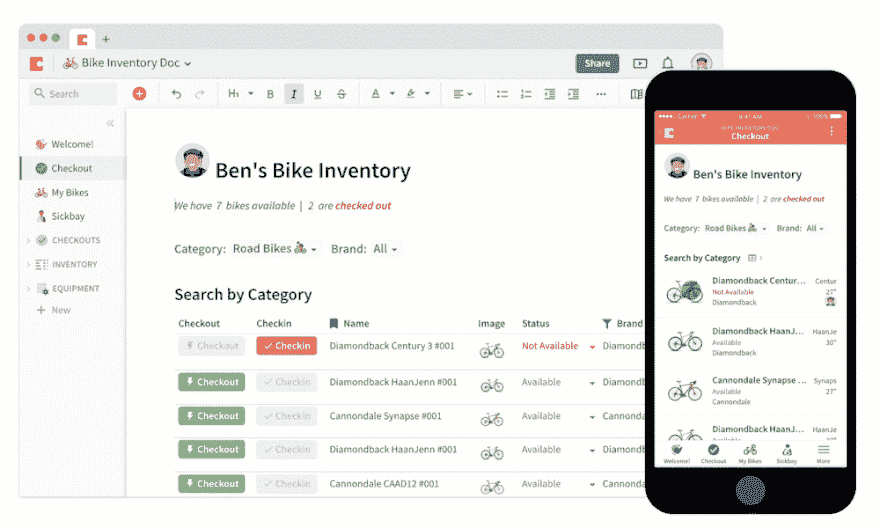 Bike Inventory Doc
Share
Search
H₁ B I U S A
Welcome!
Checkout
My Bikes
Sickbay
CHECKOUTS
INVENTORY
EQUIPMENT
+ New
Ben's Bike Inventory
We have 7 bikes available | 2 are checked out
Category: Road Bikes Brand: All
Search by Category
Checkout Checkin Name Image Status Brand
Checkout Checkin Diamondback Century 3 #001 Not Available Diamond
Checkout Checkin Diamondback HaanJenn #001 Available Diamond
Checkout Checkin Cannondale Synapse #001 Available Cannonda
Checkout Checkin Diamondback HaanJenn #001 Available Diamond
Checkout Checkin Cannondale CAAD12 #001 Available Cannonda
Carrier 100%
Checkout
Ben's Bike Inventory
We have 7 bikes available | 2 are checked out
Category: Road Bikes Brand: All
Search by Category
Diamondback Centur... Centur
Not Available 27"
Diamondback
Diamondback HaanJ... HaanJe
Available 30"
Diamondback
Cannondale Synapse ... Synaps
Available 27"
Cannondale
Diamondback HaanJ... HaanJe
Welcome! Checkout My Bikes Sickbay More